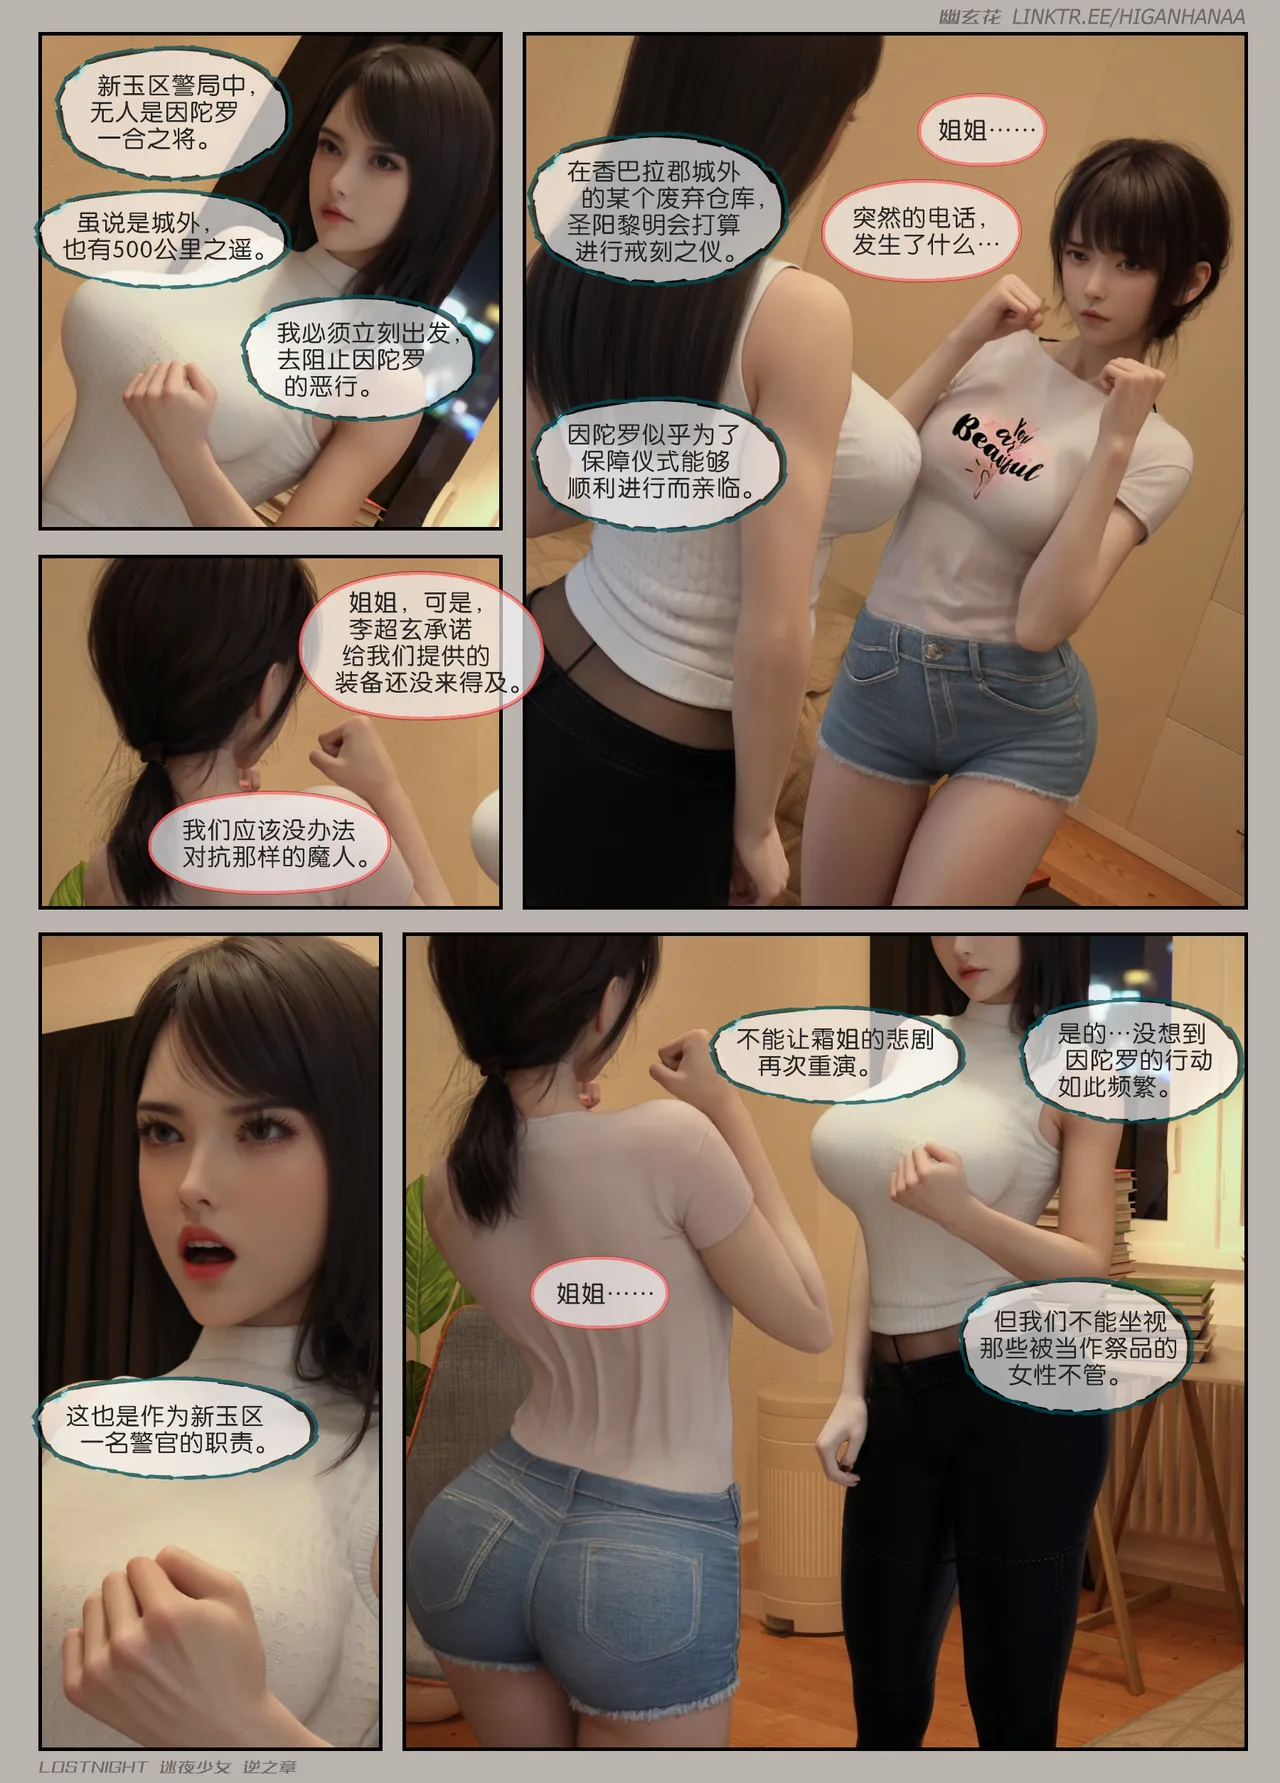 幽玄花 LINKTR.EE/HIGANHANAA
新玉区警局中，
无人是因陀罗
一合之将。
虽说是城外，
也有500公里之遥。
我必须立刻出发，
去阻止因陀罗
的恶行。
姐姐……
突然的电话，
发生了什么…
在香巴拉郡城外
的某个废弃仓库，
圣阳黎明会打算
进行戒刻之仪。
因陀罗似乎为了
保障仪式能够
顺利进行而亲临。
You
are
Beautiful
姐姐，可是，
李超玄承诺
给我们提供的
装备还没来得及。
我们应该没办法
对抗那样的魔人。
这也是作为新玉区
一名警官的职责。
不能让霜姐的悲剧
再次重演。
是的…没想到
因陀罗的行动
如此频繁。
姐姐……
但我们不能坐视
那些被当作祭品的
女性不管。
LOSTNIGHT 迷夜少女 逆之章